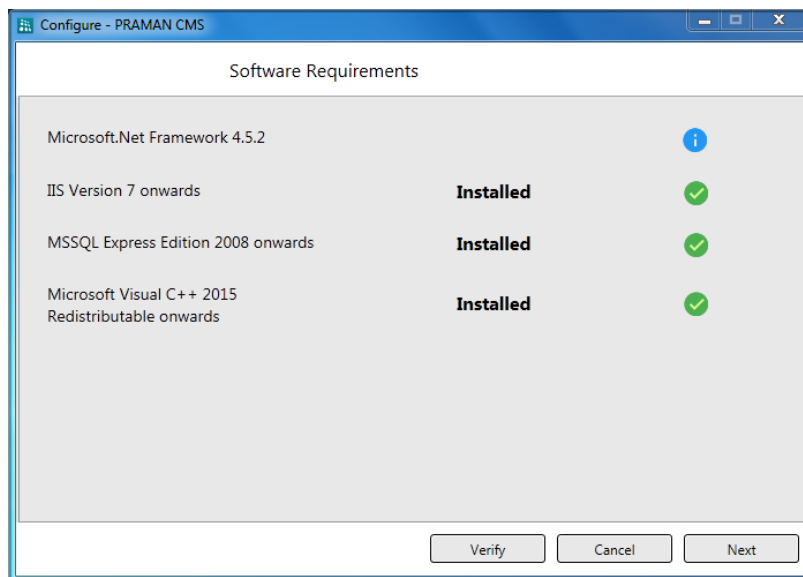 Configure - PRAMAN CMS
Software Requirements
Microsoft.Net Framework 4.5.2
IIS Version 7 onwards Installed
MSSQL Express Edition 2008 onwards Installed
Microsoft Visual C++ 2015
Redistributable onwards Installed
Verify Cancel Next